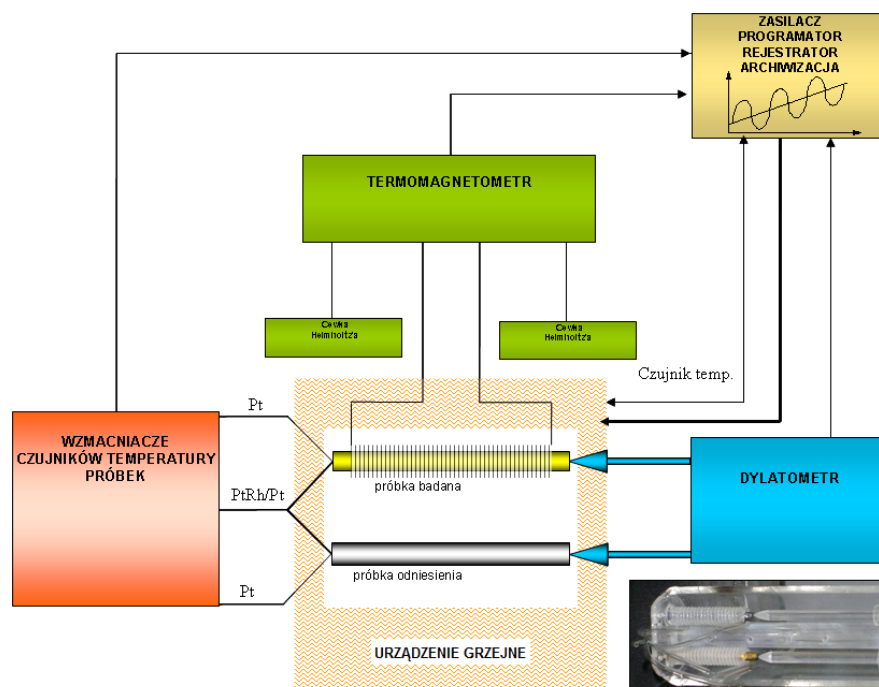 ZASILACZ
PROGRAMATOR
REJESTRATOR
ARCHIWIZACJA
TERMOMAGNETOMETR
Cewka
Helmholtz'a
Cewka
Helmholtz'a
Czujnik temp.
Pt
WZMACNIACZE
CZUJNIKÓW TEMPERATURY
PRÓBEK
PtRh/Pt
Pt
próbka badana
DYLATOMETR
próbka odniesienia
URZĄDZENIE GRZEJNE